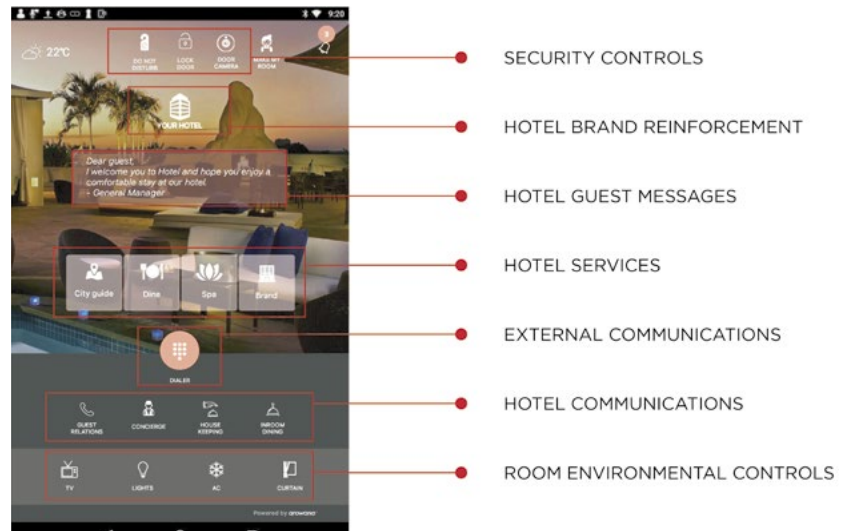 9:20
22°C
3
DO NOT DISTURB
LOCK DOOR
DOOR CAMERA
MAKE MY ROOM
SECURITY CONTROLS
YOUR HOTEL
HOTEL BRAND REINFORCEMENT
Dear guest,
I welcome you to Hotel and hope you enjoy a
comfortable stay at our hotel.
- General Manager
HOTEL GUEST MESSAGES
City guide
Dine
Spa
Brand
HOTEL SERVICES
DIALER
EXTERNAL COMMUNICATIONS
GUEST RELATIONS
CONCIERGE
HOUSE KEEPING
INROOM DINING
HOTEL COMMUNICATIONS
TV
LIGHTS
AC
CURTAIN
ROOM ENVIRONMENTAL CONTROLS
Powered by arowana